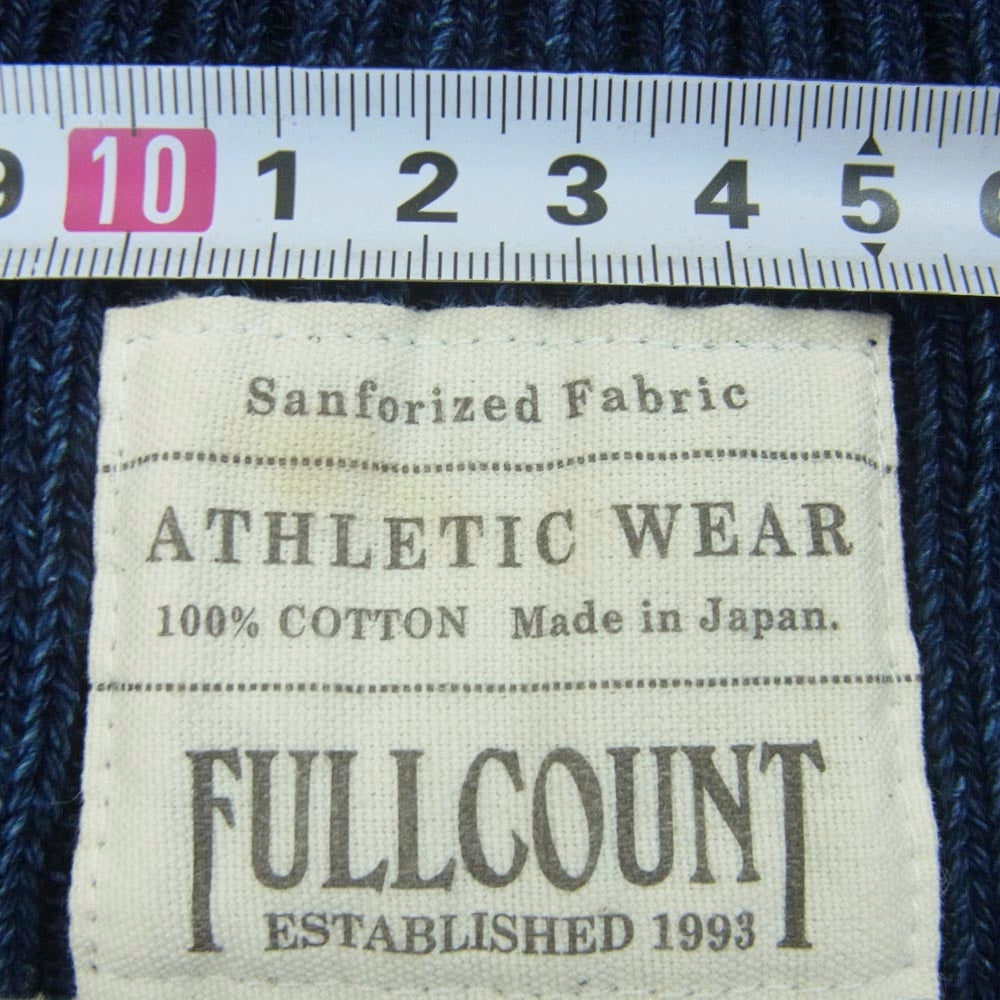 9 10 1 2 3 4 5 6
Sanforized Fabric
ATHLETIC WEAR
100% COTTON Made in Japan.
FULLCOUNT
ESTABLISHED 1993